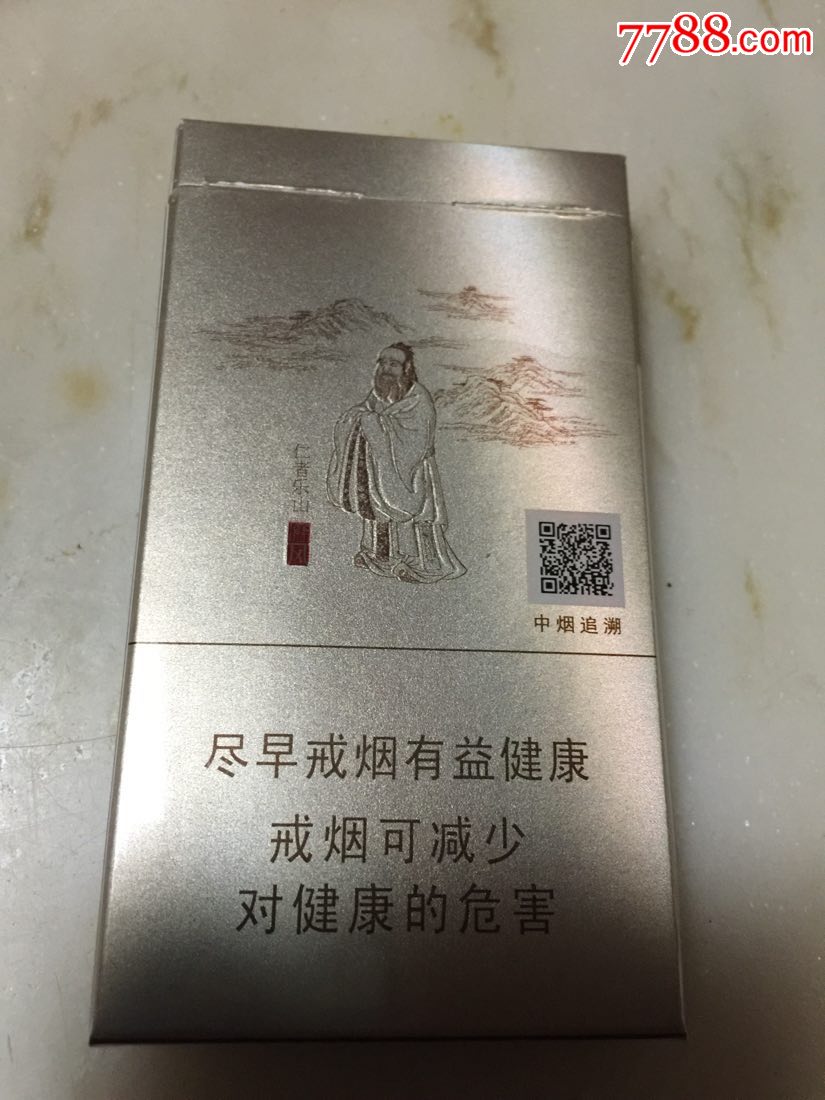 7788.com
仁者乐山
中烟追溯
尽早戒烟有益健康
戒烟可减少
对健康的危害